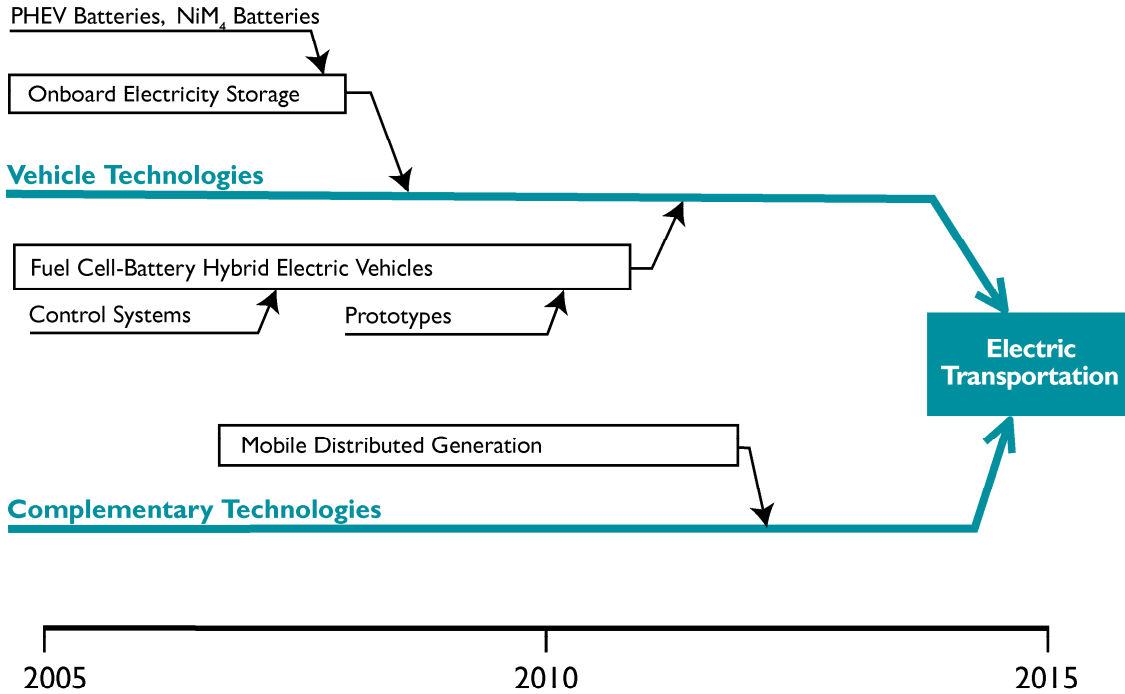 PHEV Batteries, NiM₄ Batteries
Onboard Electricity Storage
Vehicle Technologies
Fuel Cell-Battery Hybrid Electric Vehicles
Control Systems
Prototypes
Electric
Transportation
Mobile Distributed Generation
Complementary Technologies
2005
2010
2015